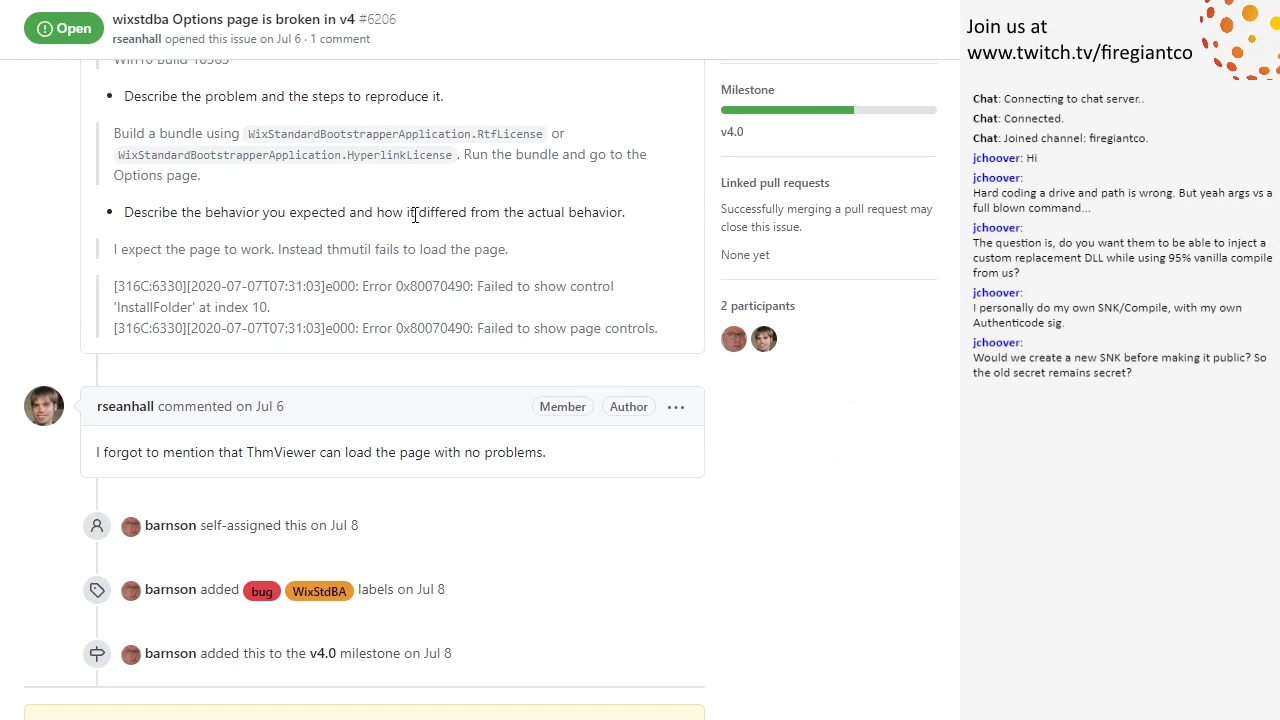 Open
wixstdba Options page is broken in v4 #6206
rseanhall opened this issue on Jul 6 · 1 comment
Describe the problem and the steps to reproduce it.
Build a bundle using WixStandardBootstrapperApplication.RtfLicense or
WixStandardBootstrapperApplication.HyperlinkLicense. Run the bundle and go to the
Options page.
Describe the behavior you expected and how it differed from the actual behavior.
I expect the page to work. Instead thmutil fails to load the page.
[316C:6330][2020-07-07T07:31:03]e000: Error 0x80070490: Failed to show control
'InstallFolder' at index 10.
[316C:6330][2020-07-07T07:31:03]e000: Error 0x80070490: Failed to show page controls.
rseanhall commented on Jul 6
Member
Author
I forgot to mention that ThmViewer can load the page with no problems.
barnson self-assigned this on Jul 8
barnson added bug WixStdBA labels on Jul 8
barnson added this to the v4.0 milestone on Jul 8
Milestone
v4.0
Linked pull requests
Successfully merging a pull request may
close this issue.
None yet
2 participants
Join us at
www.twitch.tv/firegiantco
Chat: Connecting to chat server..
Chat: Connected.
Chat: Joined channel: firegiantco.
jchoover: Hi
jchoover:
Hard coding a drive and path is wrong. But yeah args vs a
full blown command...
jchoover:
The question is, do you want them to be able to inject a
custom replacement DLL while using 95% vanilla compile
from us?
jchoover:
I personally do my own SNK/Compile, with my own
Authenticode sig.
jchoover:
Would we create a new SNK before making it public? So
the old secret remains secret?